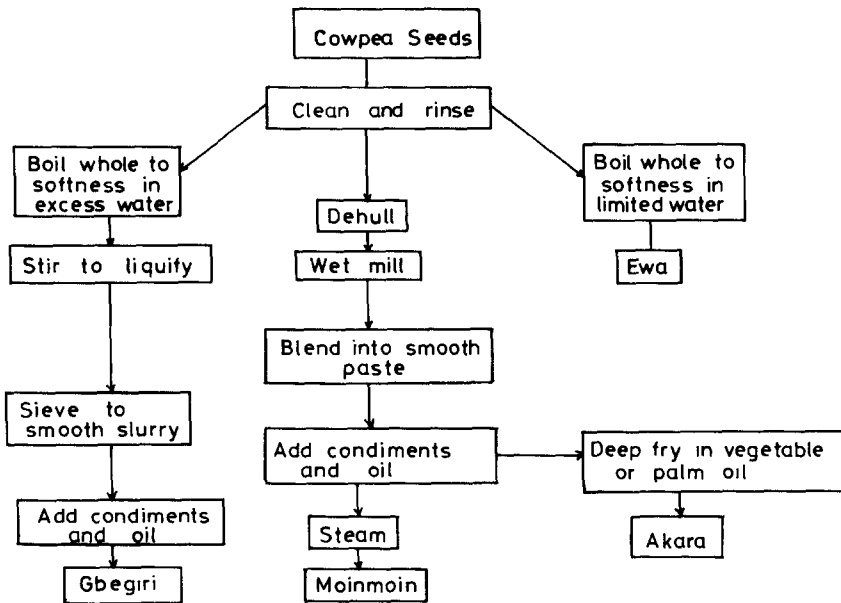 Cowpea Seeds
Clean and rinse
Boil whole to
softness in
excess water
Stir to liquify
Sieve to
smooth slurry
Add condiments
and oil
Gbegiri
Dehull
Wet mill
Blend into smooth
paste
Add condiments
and oil
Steam
Moinmoin
Deep fry in vegetable
or palm oil
Akara
Boil whole to
softness in
limited water
Ewa